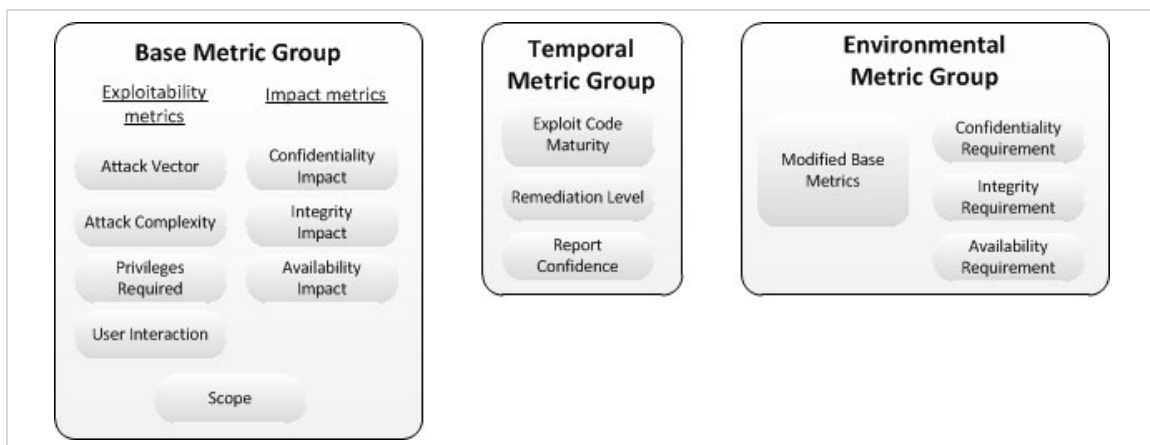 Base Metric Group
Exploitability
metrics
Impact metrics
Attack Vector
Attack Complexity
Privileges
Required
User Interaction
Confidentiality
Impact
Integrity
Impact
Availability
Impact
Scope
Temporal
Metric Group
Exploit Code
Maturity
Remediation Level
Report
Confidence
Environmental
Metric Group
Modified Base
Metrics
Confidentiality
Requirement
Integrity
Requirement
Availability
Requirement